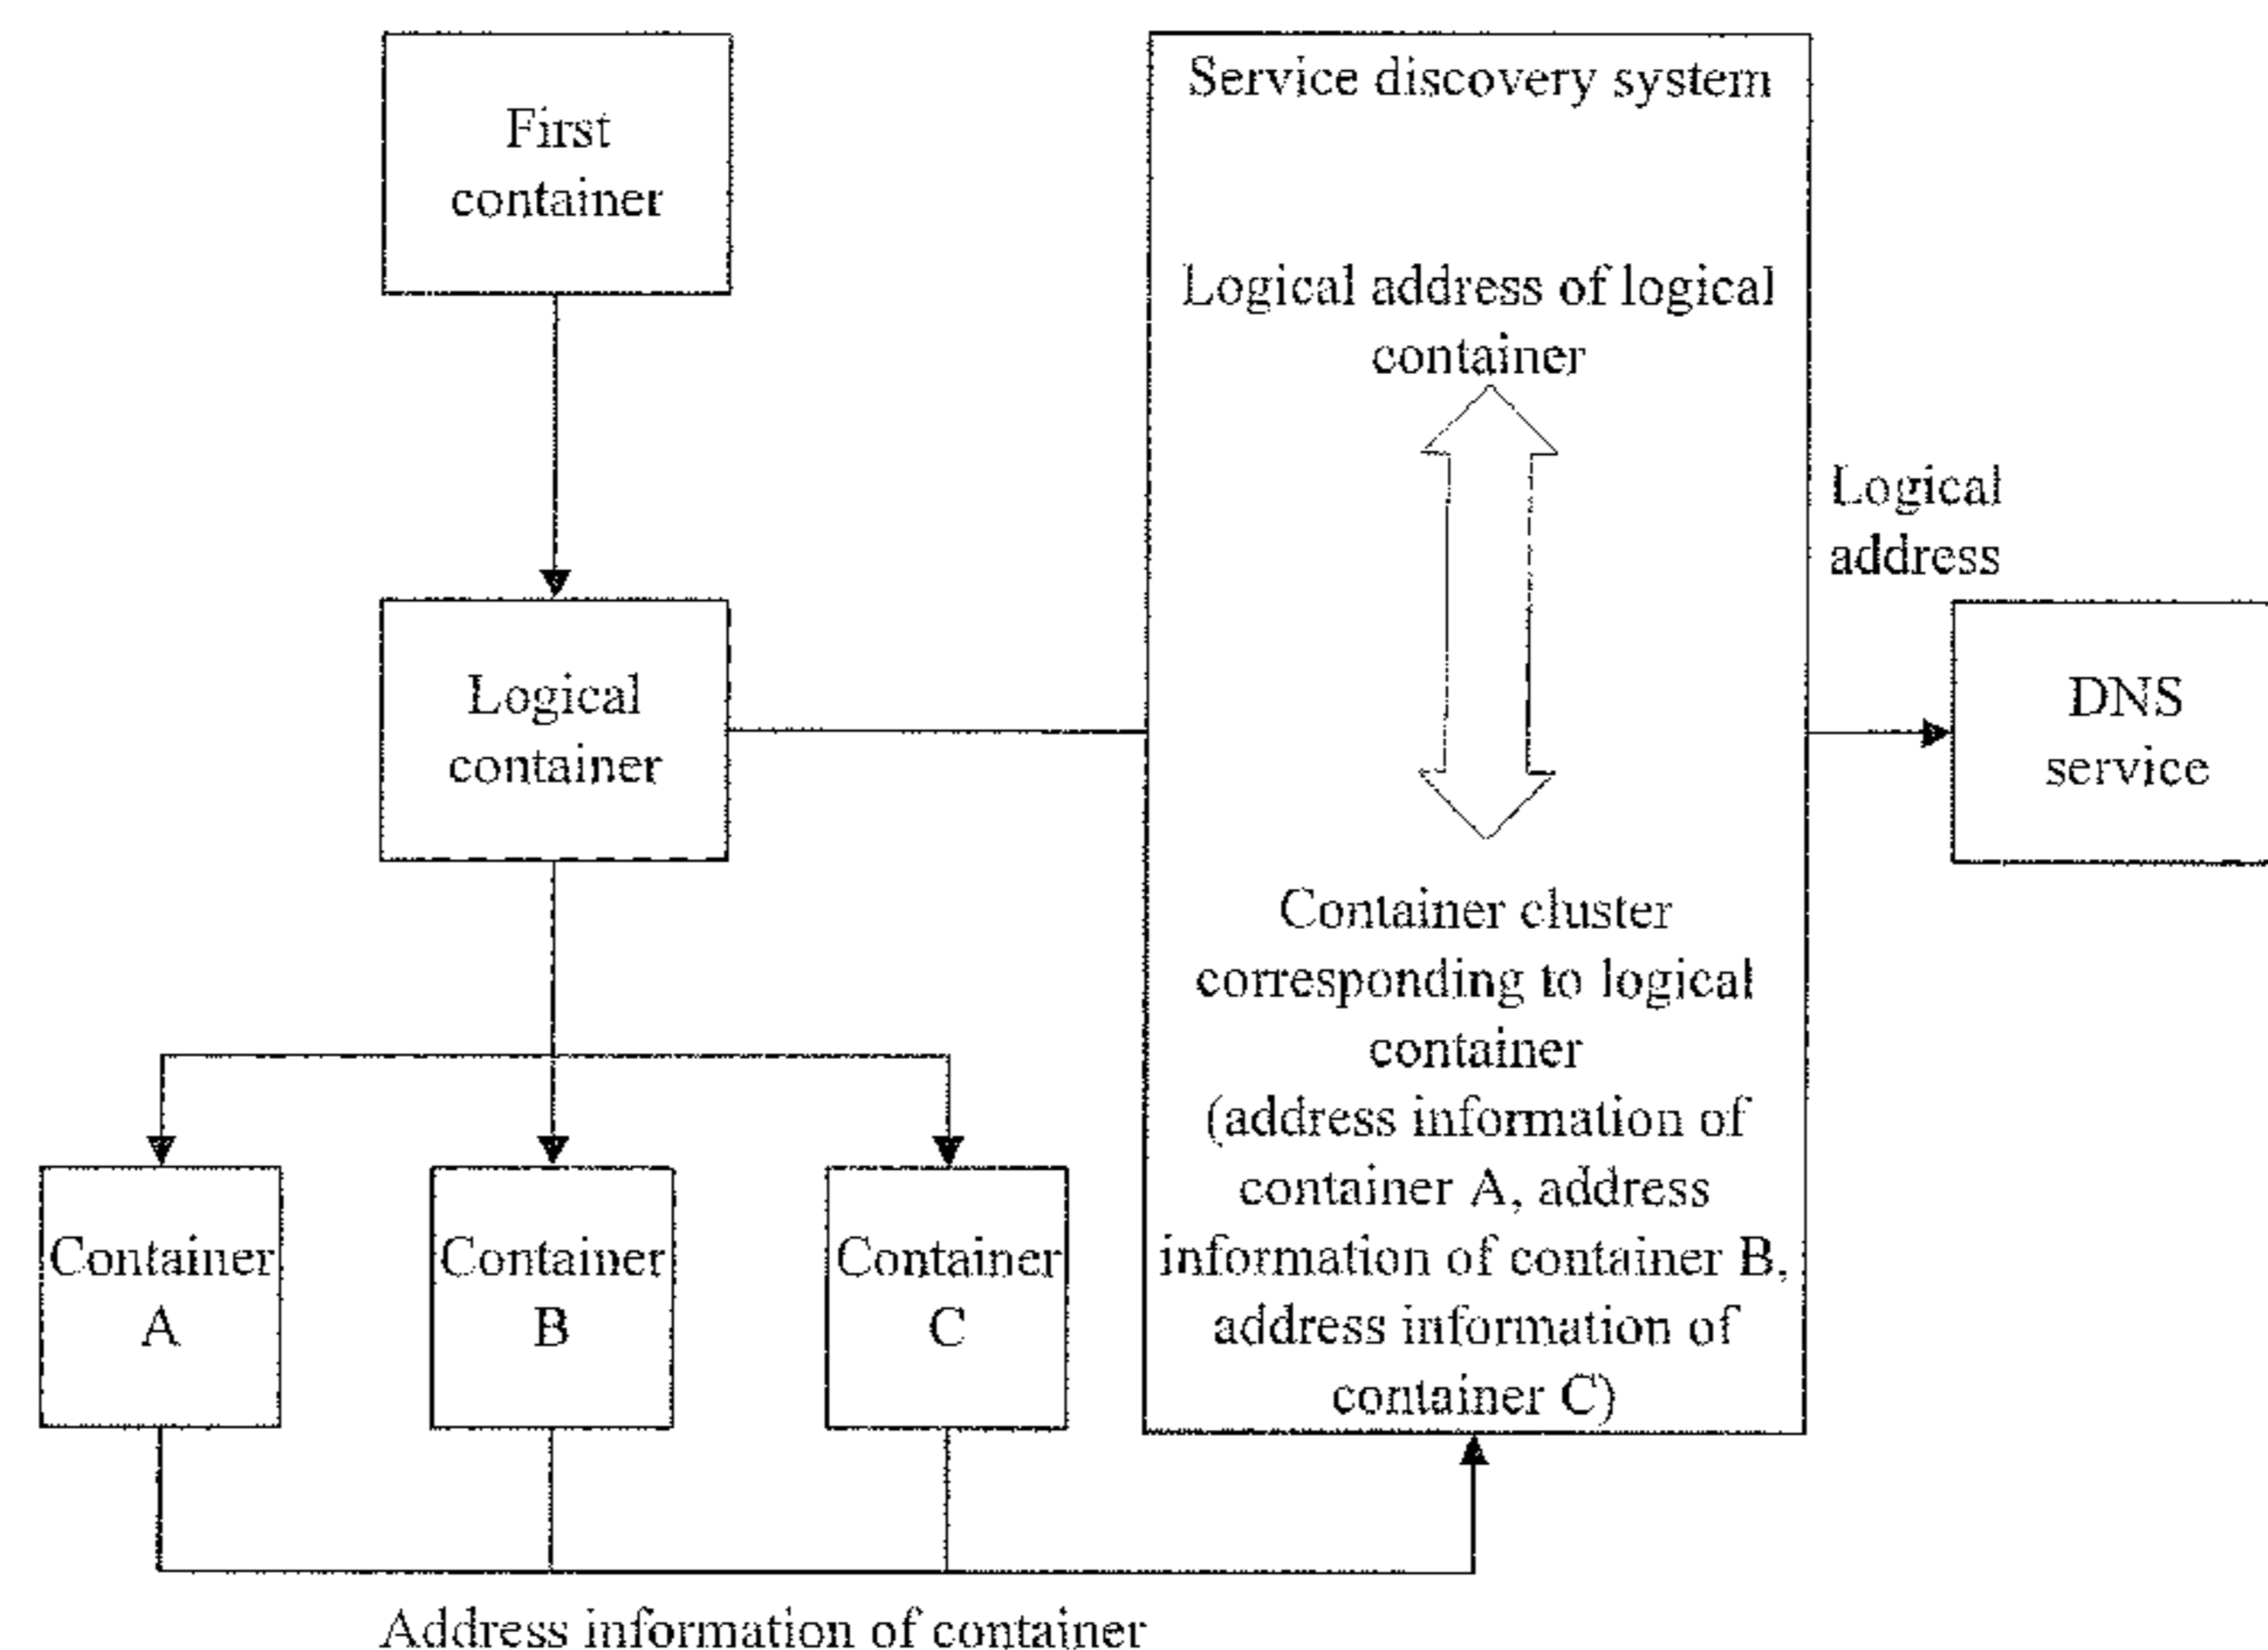 First
container
Service discovery system
Logical address of logical
container
Logical
address
Logical
container
DNS
service
Container cluster
corresponding to logical
container
(address information of
container A, address
information of container B,
address information of
container C)
Container
A
Container
B
Container
C
Address information of container